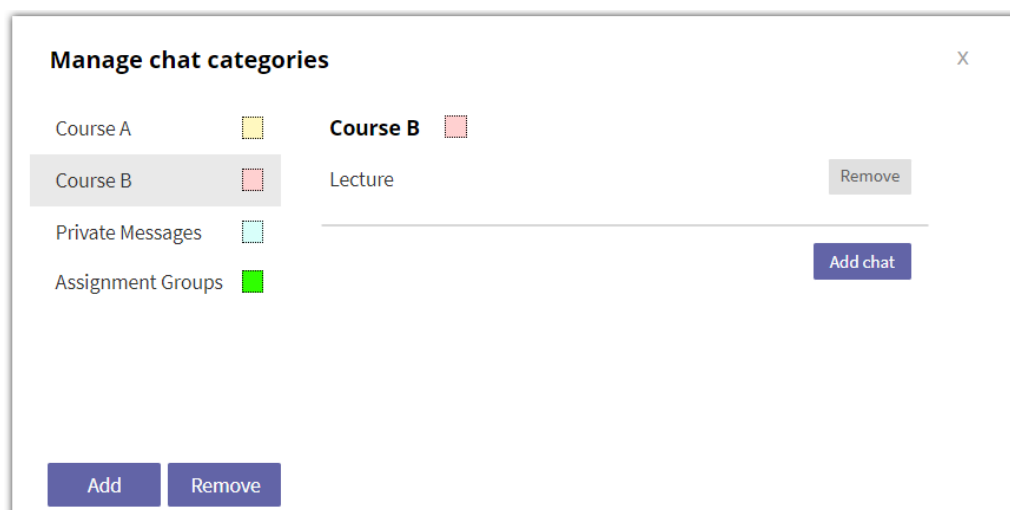 Manage chat categories
X
Course A
Course B
Private Messages
Assignment Groups
Add
Remove
Course B
Lecture
Remove
Add chat